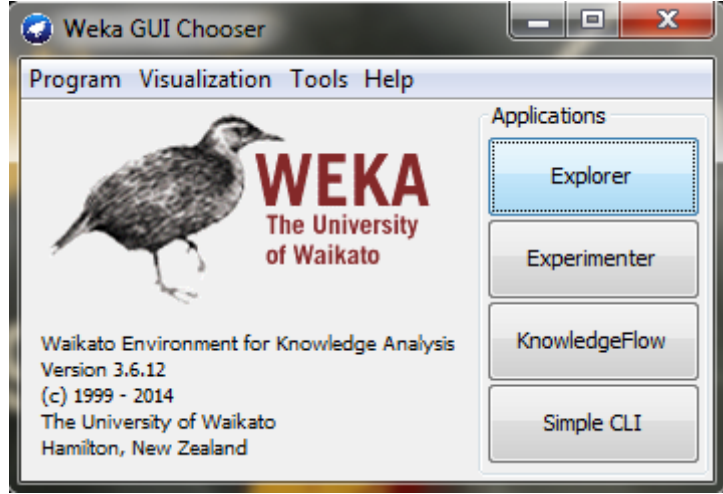 Weka GUI Chooser
Program Visualization Tools Help
WEKA
The University
of Waikato
Waikato Environment for Knowledge Analysis
Version 3.6.12
(c) 1999 - 2014
The University of Waikato
Hamilton, New Zealand
Applications
Explorer
Experimenter
KnowledgeFlow
Simple CLI